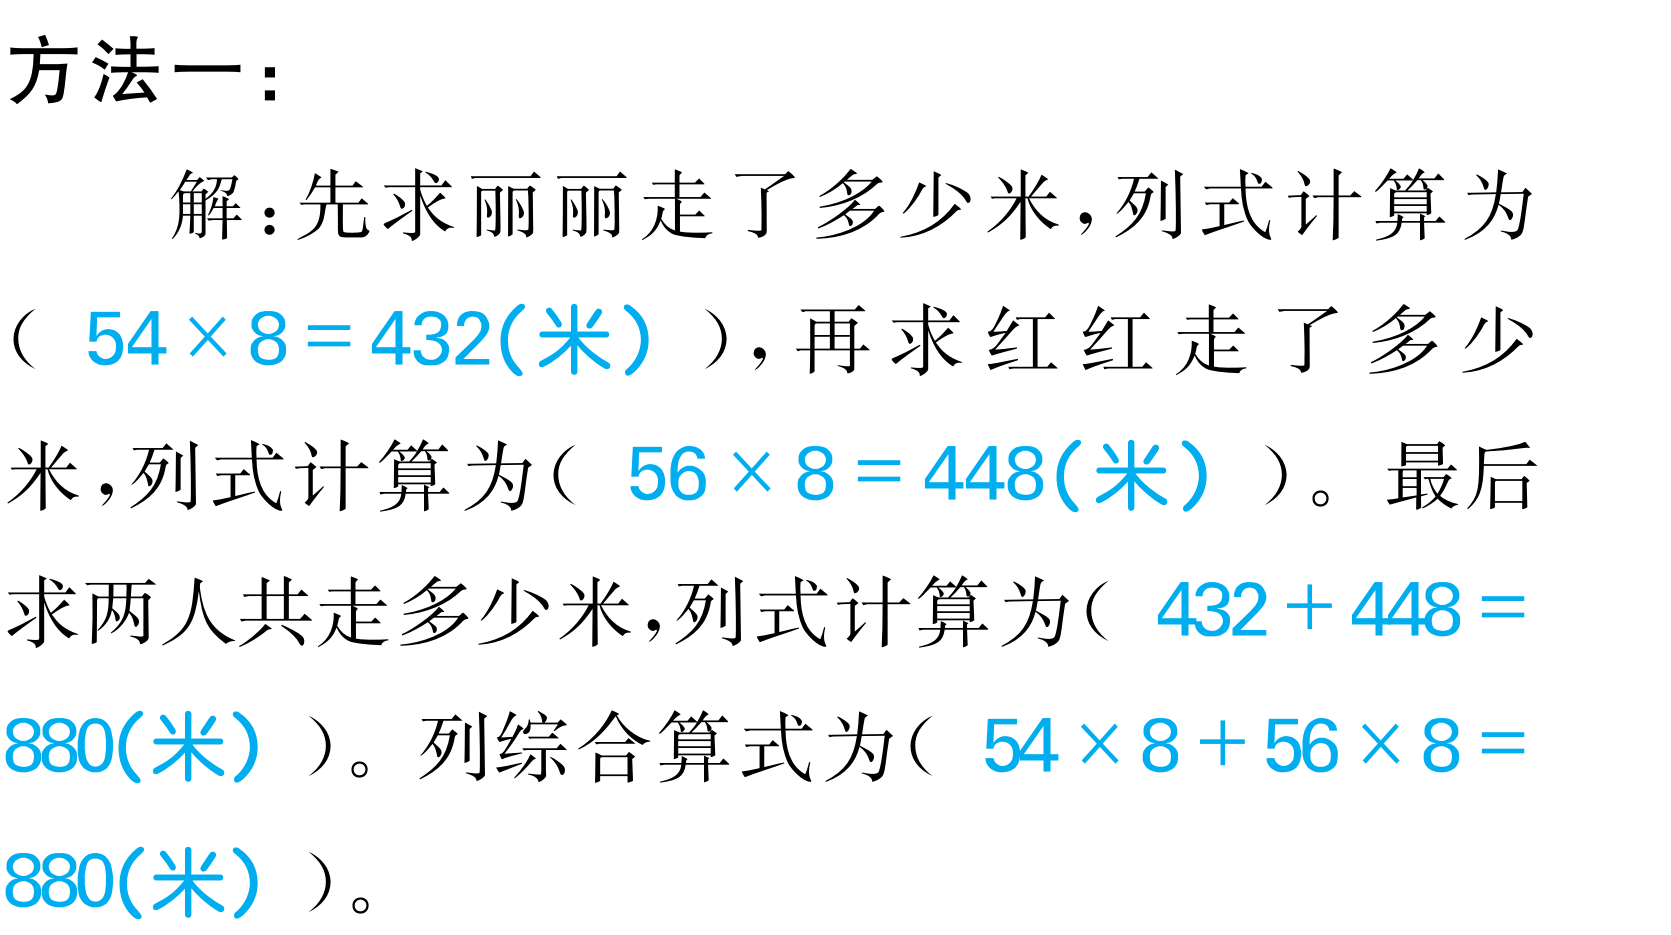 方法一:
解:先求丽丽走了多少米,列式计算为
( 54×8=432(米) ),再求红红走了多少
米,列式计算为( 56×8=448(米) )。最后
求两人共走多少米,列式计算为( 432+448=
880(米) )。列综合算式为( 54×8+56×8=
880(米) )。